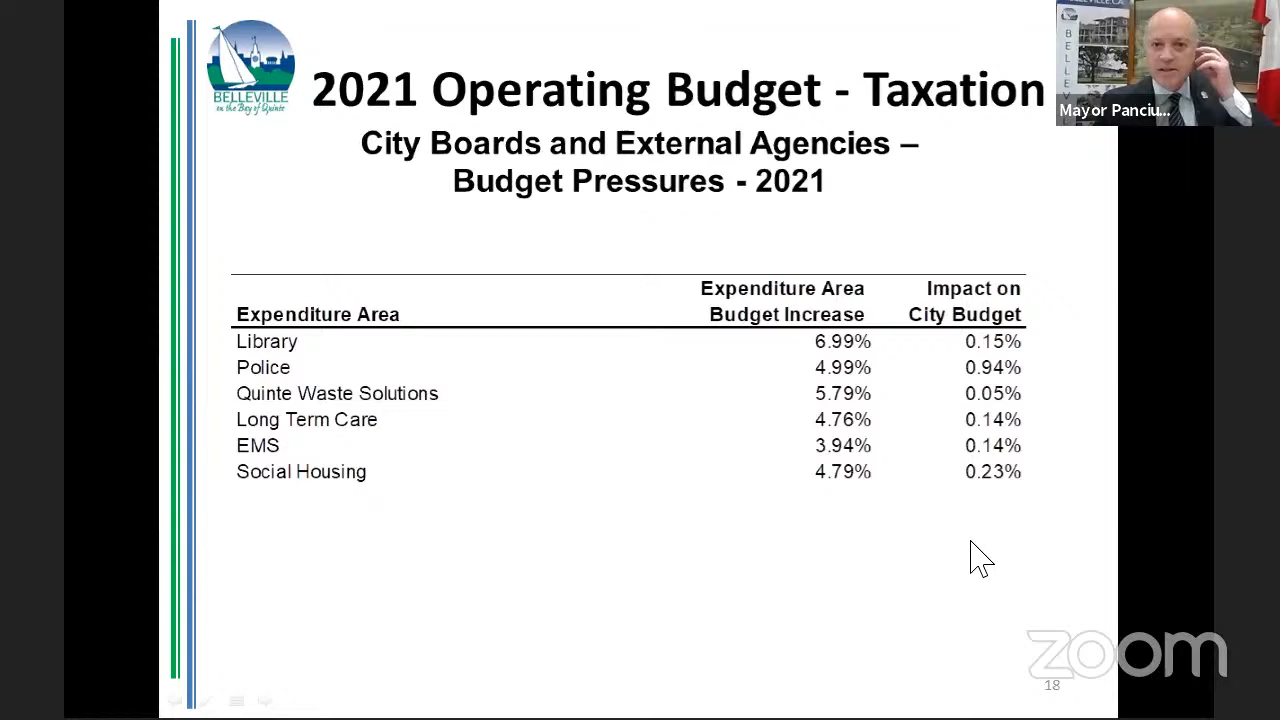 BELLEVILLE
on the Bay of Quinte
2021 Operating Budget - Taxation
City Boards and External Agencies –
Budget Pressures - 2021
BELLEVILLE.CA
BELLEV
Mayor Panciu...
Expenditure Area Expenditure Area Budget Increase Impact on City Budget
Library 6.99% 0.15%
Police 4.99% 0.94%
Quinte Waste Solutions 5.79% 0.05%
Long Term Care 4.76% 0.14%
EMS 3.94% 0.14%
Social Housing 4.79% 0.23%
zoom
18